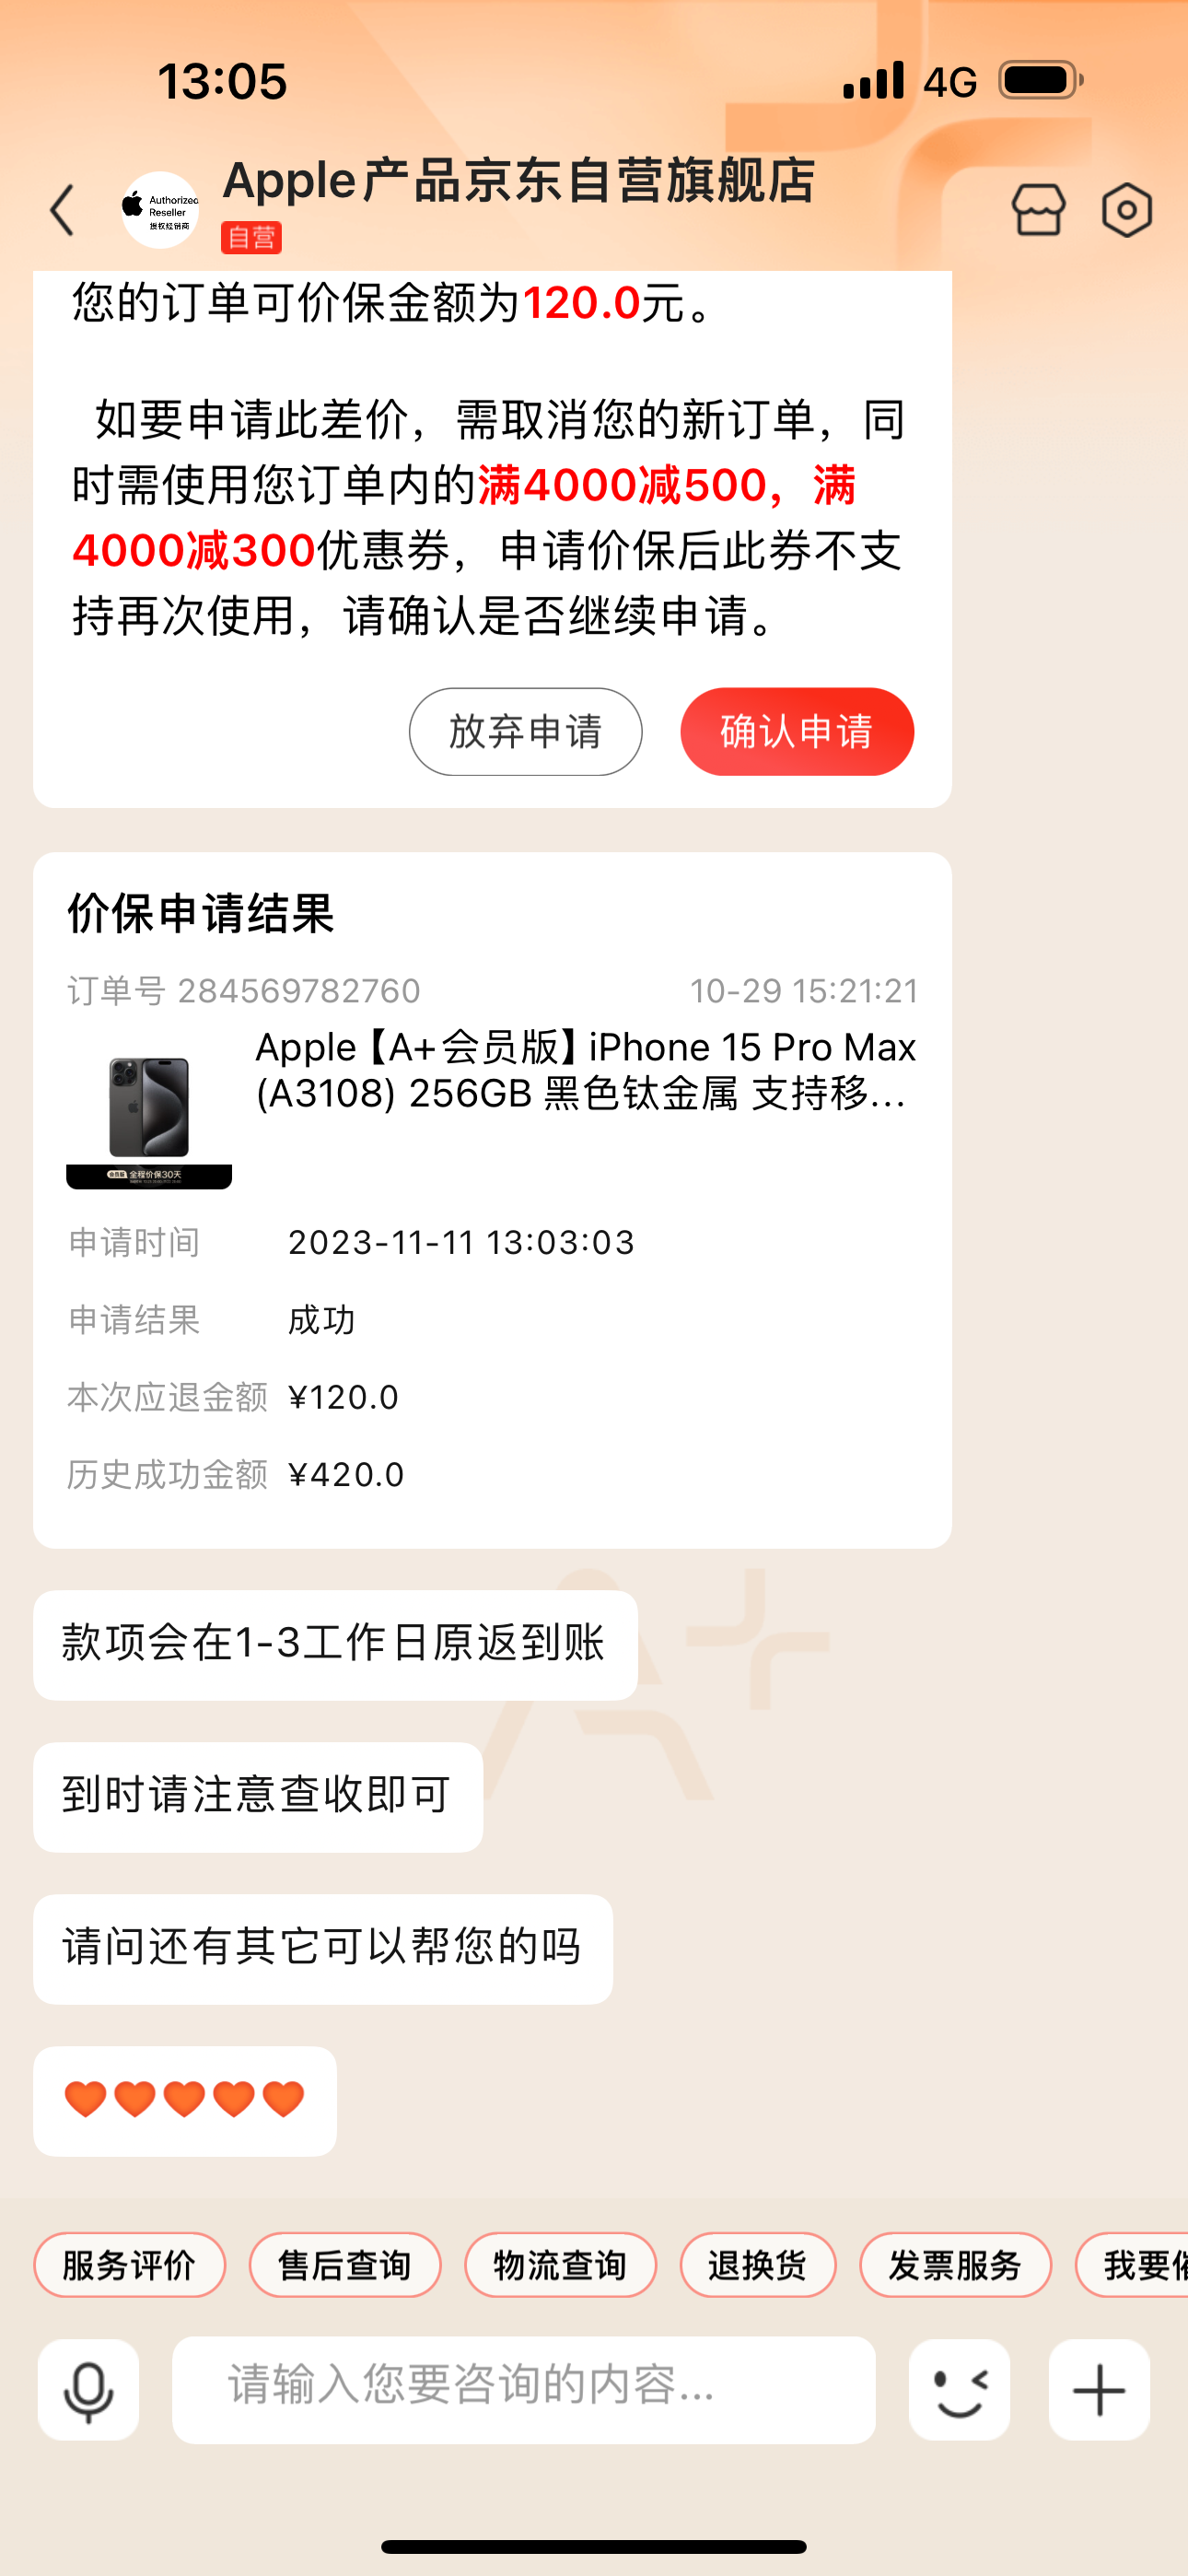 13:05
4G
Apple产品京东自营旗舰店
Authorized
Reseller
授权经销商
自营
您的订单可价保金额为120.0元。
如要申请此差价，需取消您的新订单，同
时需使用您订单内的满4000减500，满
4000减300优惠券，申请价保后此券不支
持再次使用，请确认是否继续申请。
放弃申请
确认申请
价保申请结果
订单号 284569782760
10-29 15:21:21
Apple【A+会员版】iPhone 15 Pro Max
(A3108) 256GB 黑色钛金属 支持移...
全程价保30天
申请时间 2023-11-11 13:03:03
申请结果 成功
本次应退金额 ¥120.0
历史成功金额 ¥420.0
款项会在1-3工作日原返到账
到时请注意查收即可
请问还有其它可以帮您的吗
服务评价
售后查询
物流查询
退换货
发票服务
我要催
请输入您要咨询的内容...